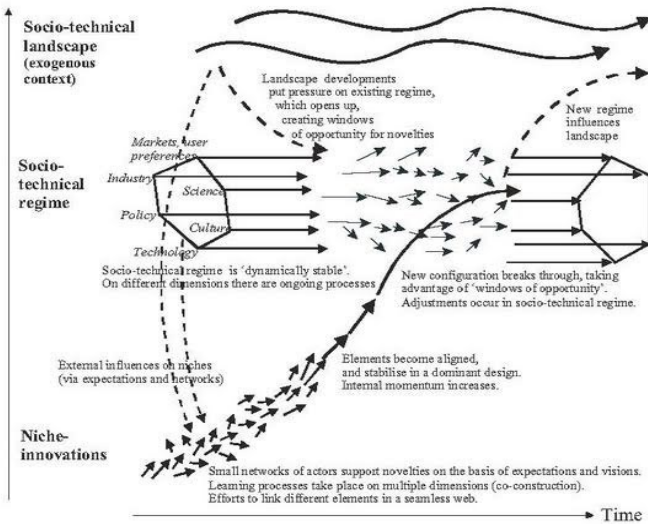 Socio-technical
landscape
(exogenous
context)
Landscape developments
put pressure on existing regime,
which opens up,
creating windows
of opportunity for novelties
New regime
influences
landscape
Socio-
technical
regime
Markets, user
preferences
Industry
Science
Policy
Culture
Technology
Socio-technical regime is ‘dynamically stable’.
On different dimensions there are ongoing processes
New configuration breaks through, taking
advantage of ‘windows of opportunity’.
Adjustments occur in socio-technical regime.
External influences on niches
(via expectations and networks)
Elements become aligned,
and stabilise in a dominant design.
Internal momentum increases.
Niche-
innovations
Small networks of actors support novelties on the basis of expectations and visions.
Learning processes take place on multiple dimensions (co-construction).
Efforts to link different elements in a seamless web.
Time